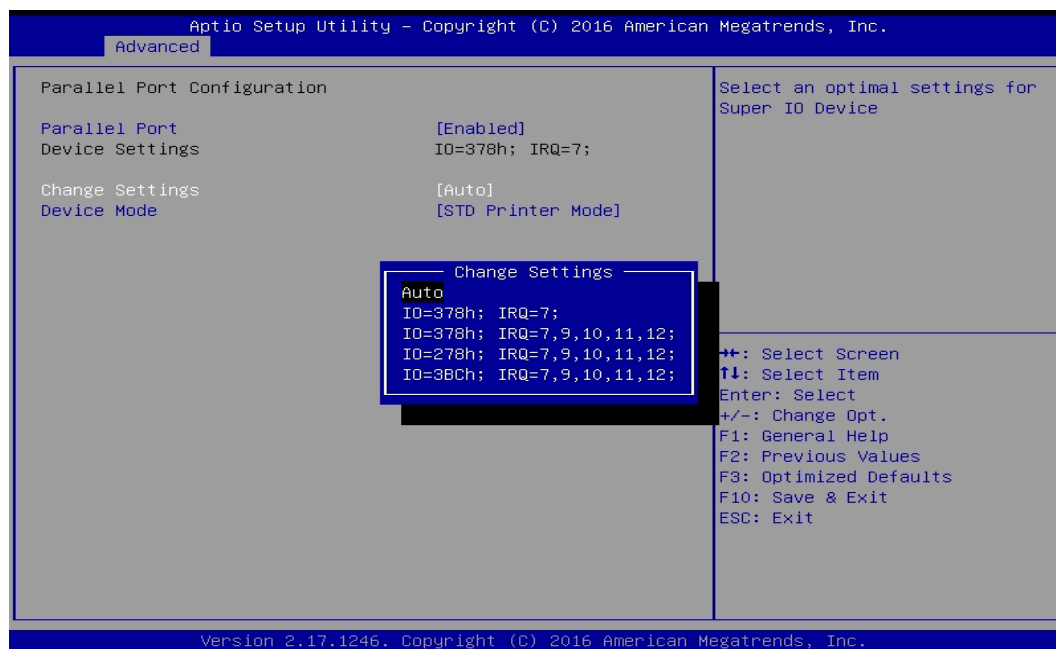 Aptio Setup Utility – Copyright (C) 2016 American Megatrends, Inc.
Advanced
Parallel Port Configuration
Parallel Port [Enabled]
Device Settings IO=378h; IRQ=7;
Change Settings [Auto]
Device Mode [STD Printer Mode]
Change Settings
Auto
IO=378h; IRQ=7;
IO=378h; IRQ=7,9,10,11,12;
IO=278h; IRQ=7,9,10,11,12;
IO=3BCh; IRQ=7,9,10,11,12;
Select an optimal settings for
Super IO Device
→←: Select Screen
↑↓: Select Item
Enter: Select
+/-: Change Opt.
F1: General Help
F2: Previous Values
F3: Optimized Defaults
F10: Save & Exit
ESC: Exit
Version 2.17.1246. Copyright (C) 2016 American Megatrends, Inc.